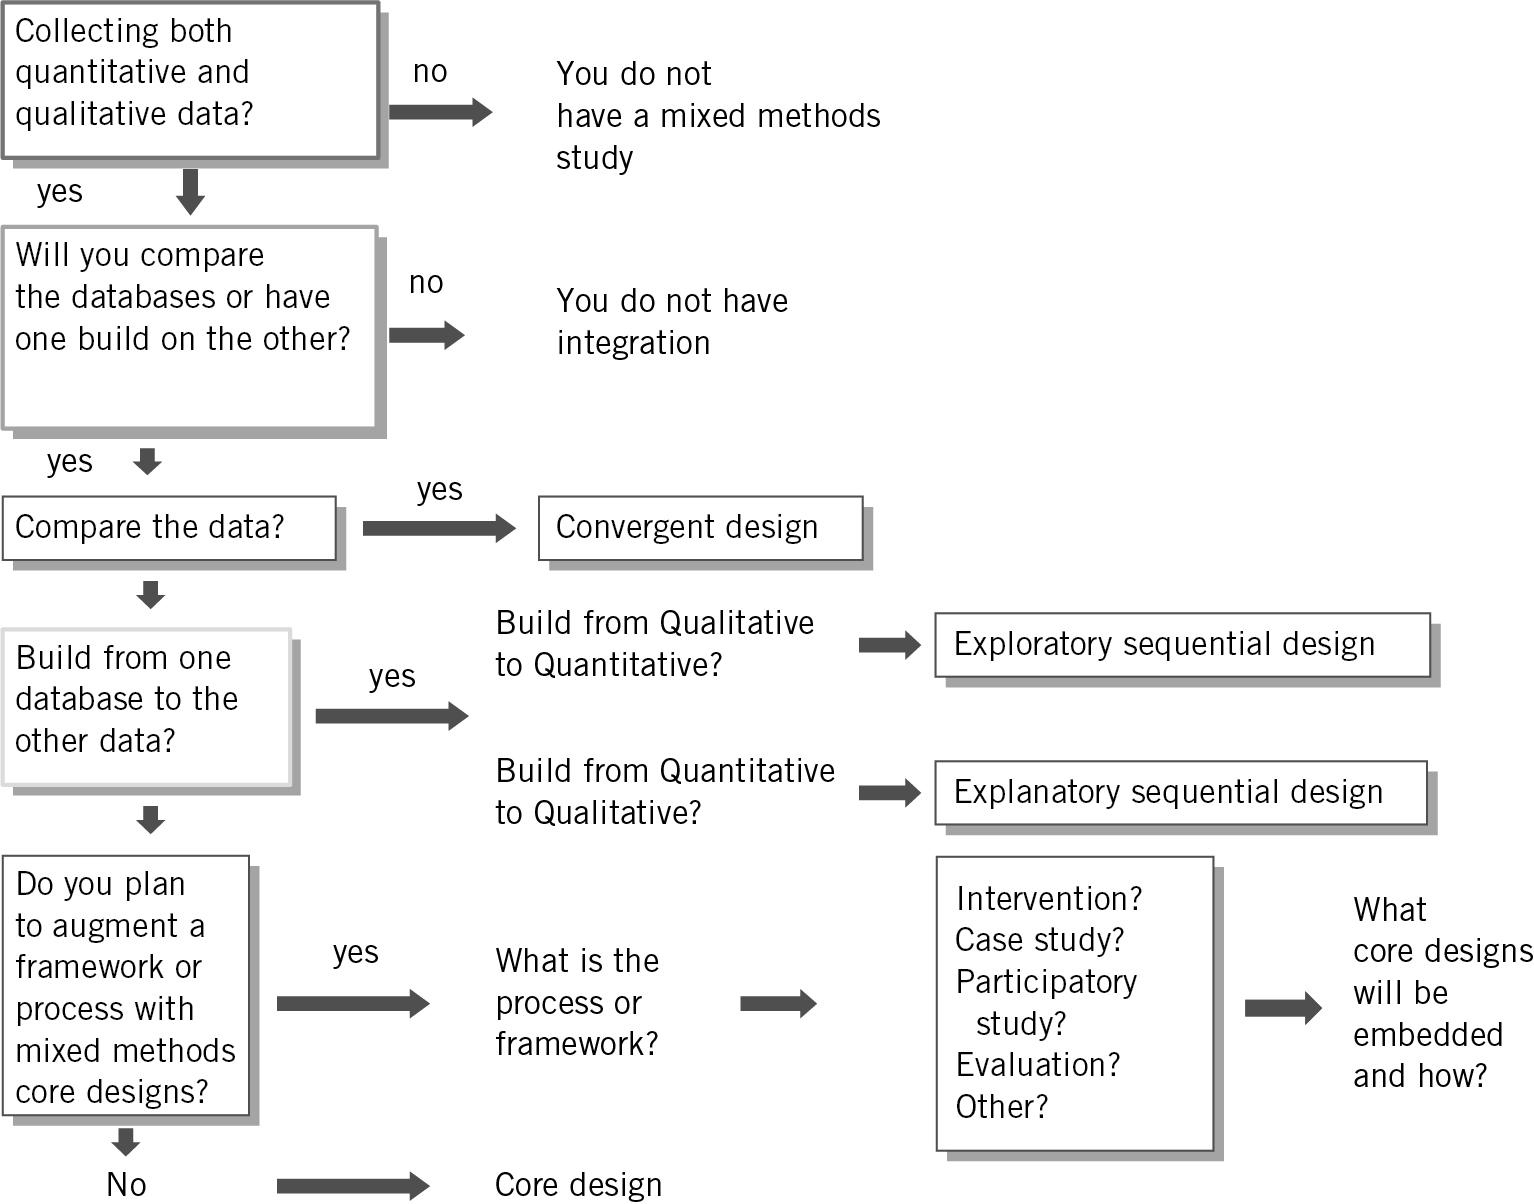 Collecting both
quantitative and
qualitative data?
no
You do not
have a mixed methods
study
yes
Will you compare
the databases or have
one build on the other?
no
You do not have
integration
yes
Compare the data?
yes
Convergent design
Build from one
database to the
other data?
yes
Build from Qualitative
to Quantitative?
Exploratory sequential design
Build from Quantitative
to Qualitative?
Explanatory sequential design
Do you plan
to augment a
framework or
process with
mixed methods
core designs?
yes
What is the
process or
framework?
Intervention?
Case study?
Participatory
study?
Evaluation?
Other?
What
core designs
will be
embedded
and how?
No
Core design